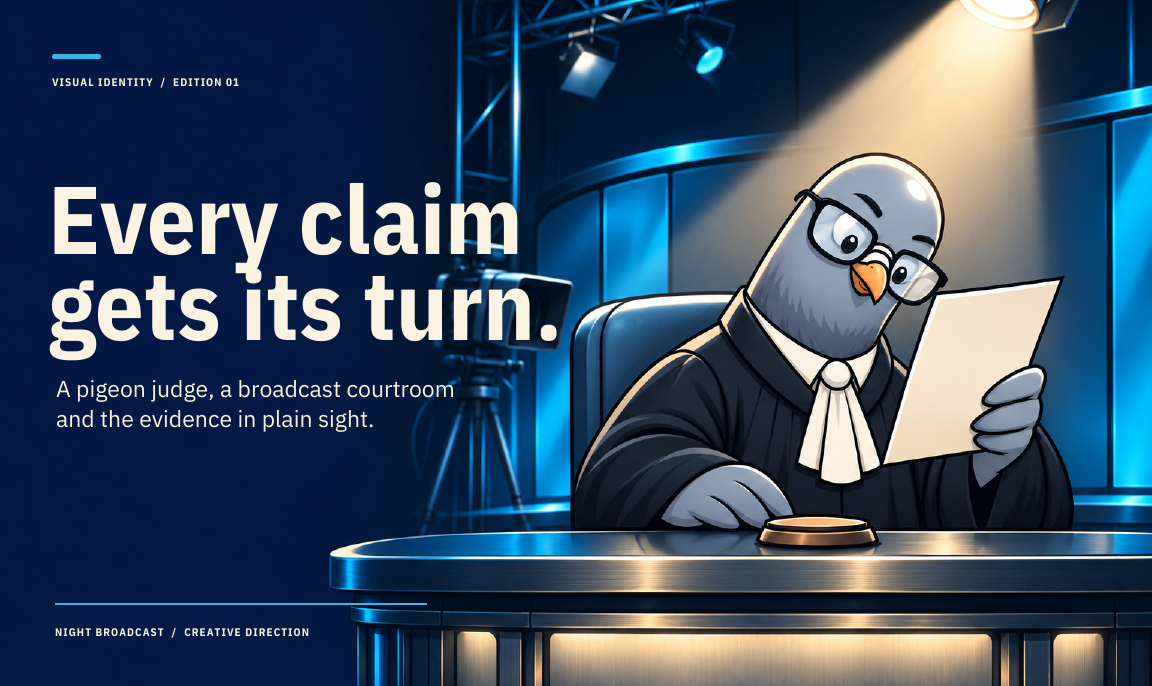 VISUAL IDENTITY / EDITION 01
Every claim
gets its turn.
A pigeon judge, a broadcast courtroom
and the evidence in plain sight.
NIGHT BROADCAST / CREATIVE DIRECTION